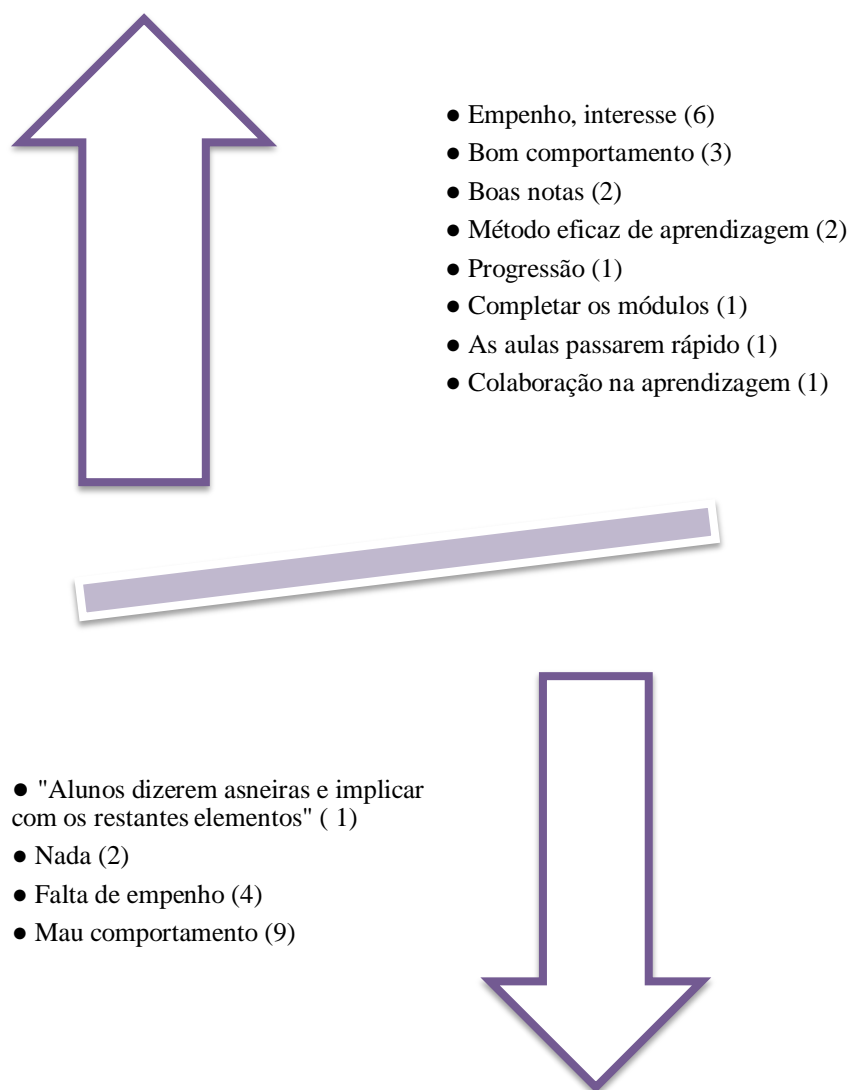 ● Empenho, interesse (6)
● Bom comportamento (3)
● Boas notas (2)
● Método eficaz de aprendizagem (2)
● Progressão (1)
● Completar os módulos (1)
● As aulas passarem rápido (1)
● Colaboração na aprendizagem (1)
● "Alunos dizerem asneiras e implicar
com os restantes elementos" ( 1)
● Nada (2)
● Falta de empenho (4)
● Mau comportamento (9)